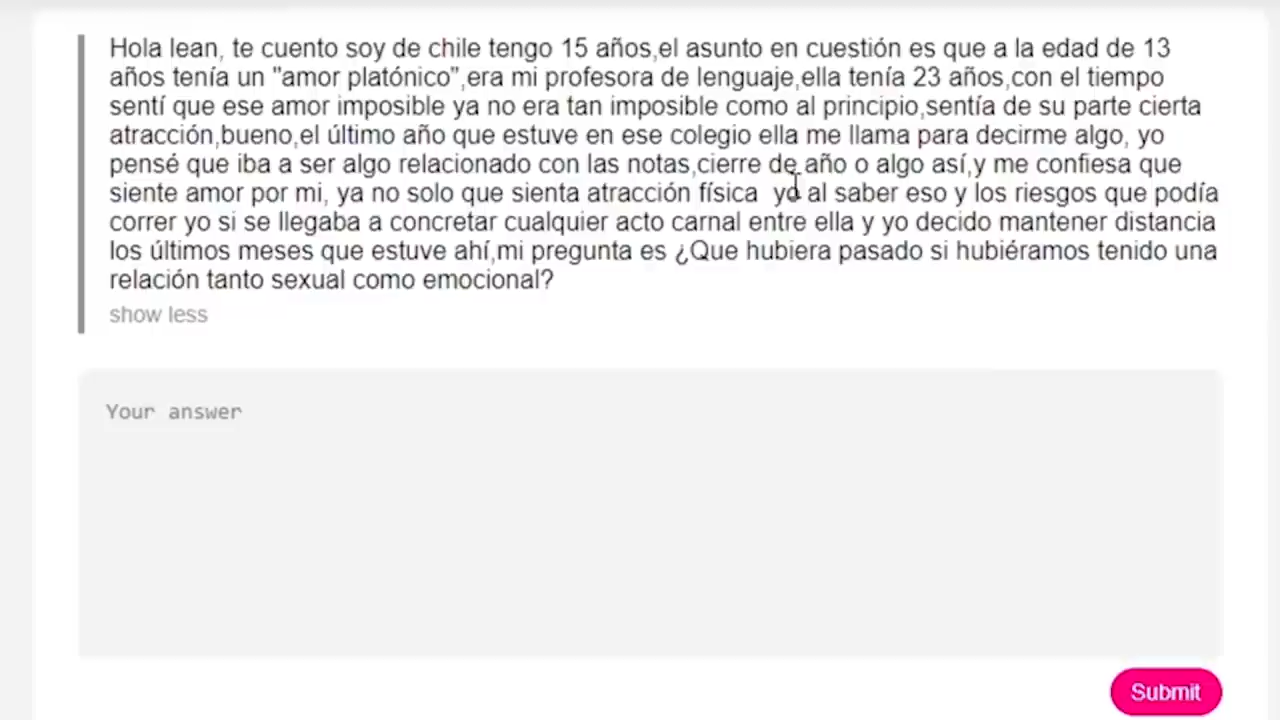 Hola lean, te cuento soy de chile tengo 15 años,el asunto en cuestión es que a la edad de 13
años tenía un "amor platónico",era mi profesora de lenguaje,ella tenía 23 años,con el tiempo
sentí que ese amor imposible ya no era tan imposible como al principio,sentía de su parte cierta
atracción,bueno,el último año que estuve en ese colegio ella me llama para decirme algo, yo
pensé que iba a ser algo relacionado con las notas,cierre de año o algo así,y me confiesa que
siente amor por mi, ya no solo que sienta atracción física yo al saber eso y los riesgos que podía
correr yo si se llegaba a concretar cualquier acto carnal entre ella y yo decido mantener distancia
los últimos meses que estuve ahí,mi pregunta es ¿Que hubiera pasado si hubiéramos tenido una
relación tanto sexual como emocional?
show less
Your answer
Submit